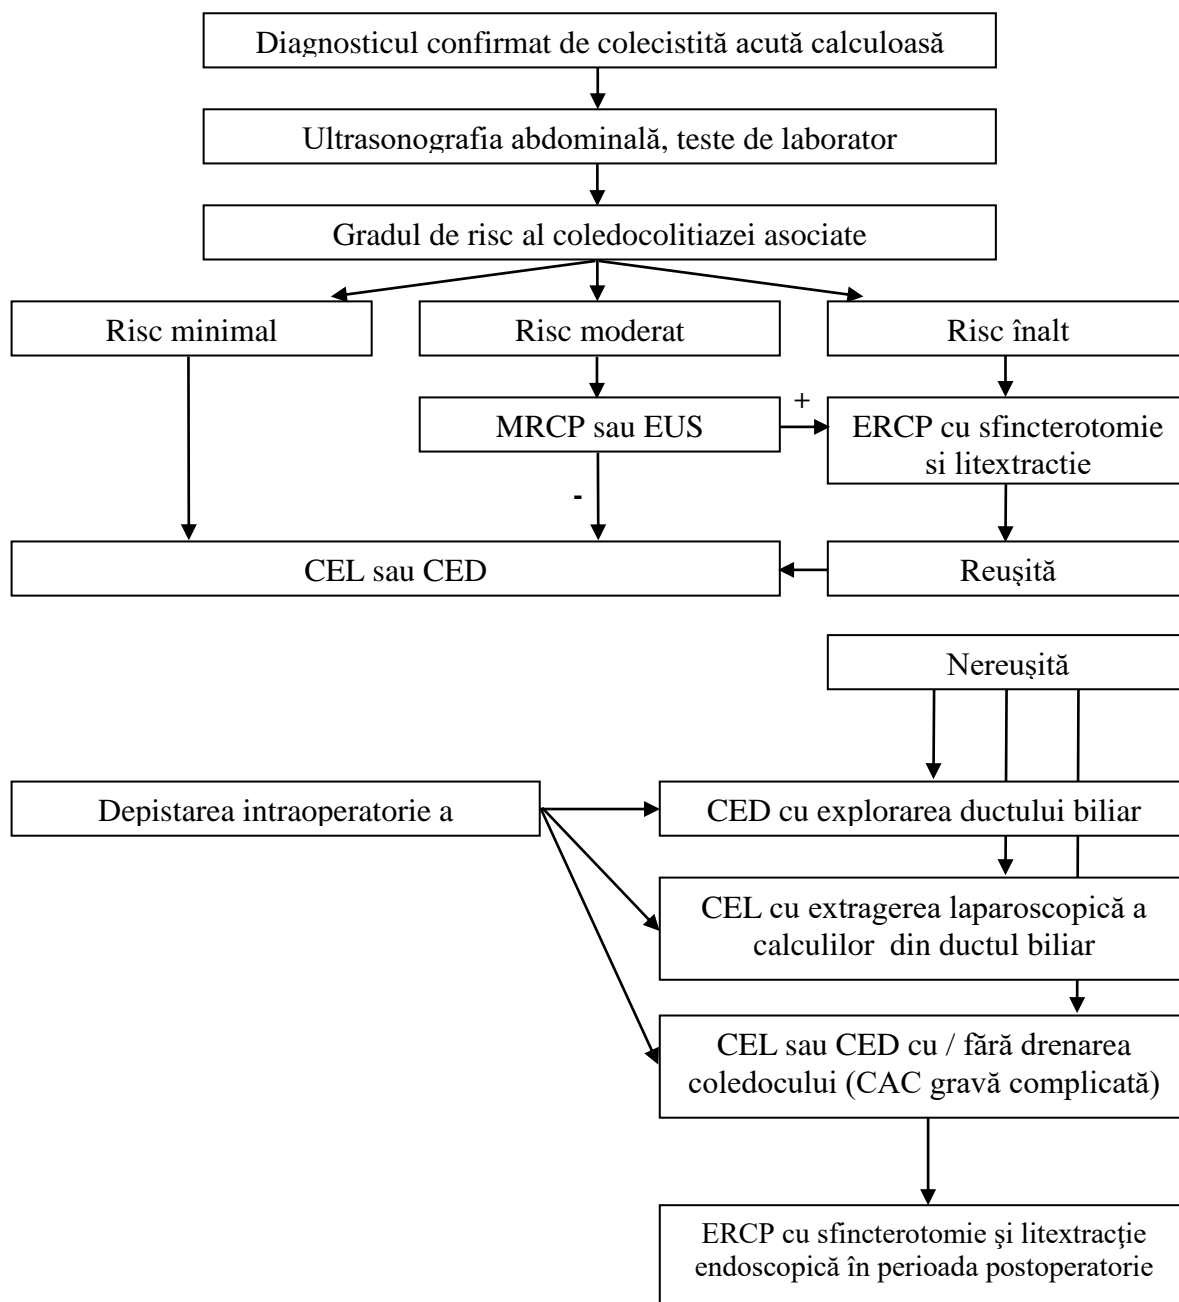 Diagnosticul confirmat de colecistită acută calculoasă
Ultrasonografia abdominală, teste de laborator
Gradul de risc al coledocolitiazei asociate
Risc minimal
Risc moderat
Risc înalt
MRCP sau EUS
+
ERCP cu sfincterotomie
si litextractie
-
CEL sau CED
Reuşită
Nereuşită
Depistarea intraoperatorie a
CED cu explorarea ductului biliar
CEL cu extragerea laparoscopică a
calculilor din ductul biliar
CEL sau CED cu / fără drenarea
coledocului (CAC gravă complicată)
ERCP cu sfincterotomie şi litextracţie
endoscopică în perioada postoperatorie